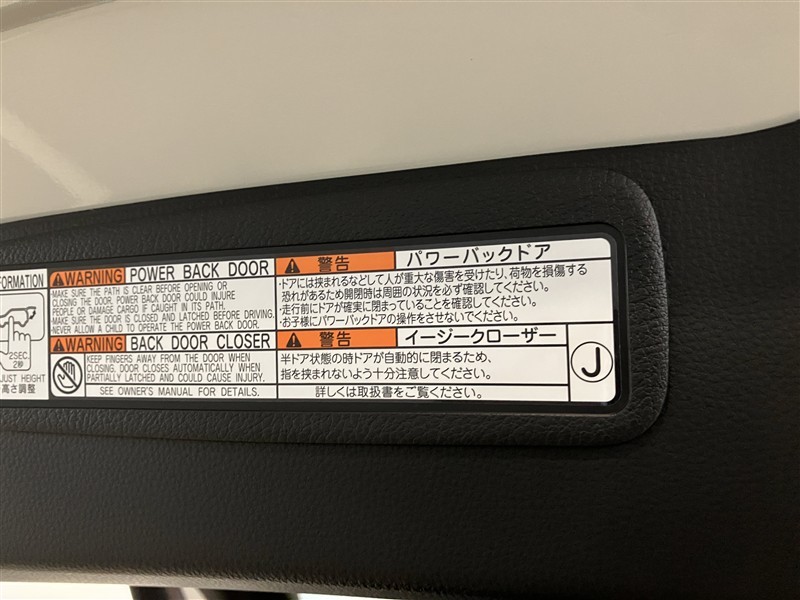 FORMATION
2SEC.
2秒
JUST HEIGHT
高さ調整
WARNING POWER BACK DOOR
·MAKE SURE THE PATH IS CLEAR BEFORE OPENING OR
CLOSING THE DOOR. POWER BACK DOOR COULD INJURE
PEOPLE OR DAMAGE CARGO IF CAUGHT IN ITS PATH.
·MAKE SURE THE DOOR IS CLOSED AND LATCHED BEFORE DRIVING.
·NEVER ALLOW A CHILD TO OPERATE THE POWER BACK DOOR.
WARNING BACK DOOR CLOSER
KEEP FINGERS AWAY FROM THE DOOR WHEN
CLOSING. DOOR CLOSES AUTOMATICALLY WHEN
PARTIALLY LATCHED AND COULD CAUSE INJURY.
SEE OWNER'S MANUAL FOR DETAILS.
警告 パワーバックドア
・ドアには挟まれるなどして人が重大な傷害を受けたり、荷物を損傷する
恐れがあるため開閉時は周囲の状況を必ず確認してください。
・走行前にドアが確実に閉まっていることを確認してください。
・お子様にパワーバックドアの操作をさせないでください。
警告 イージークローザー
半ドア状態の時ドアが自動的に閉まるため、
指を挟まれないよう十分注意してください。
詳しくは取扱書をご覧ください。
J